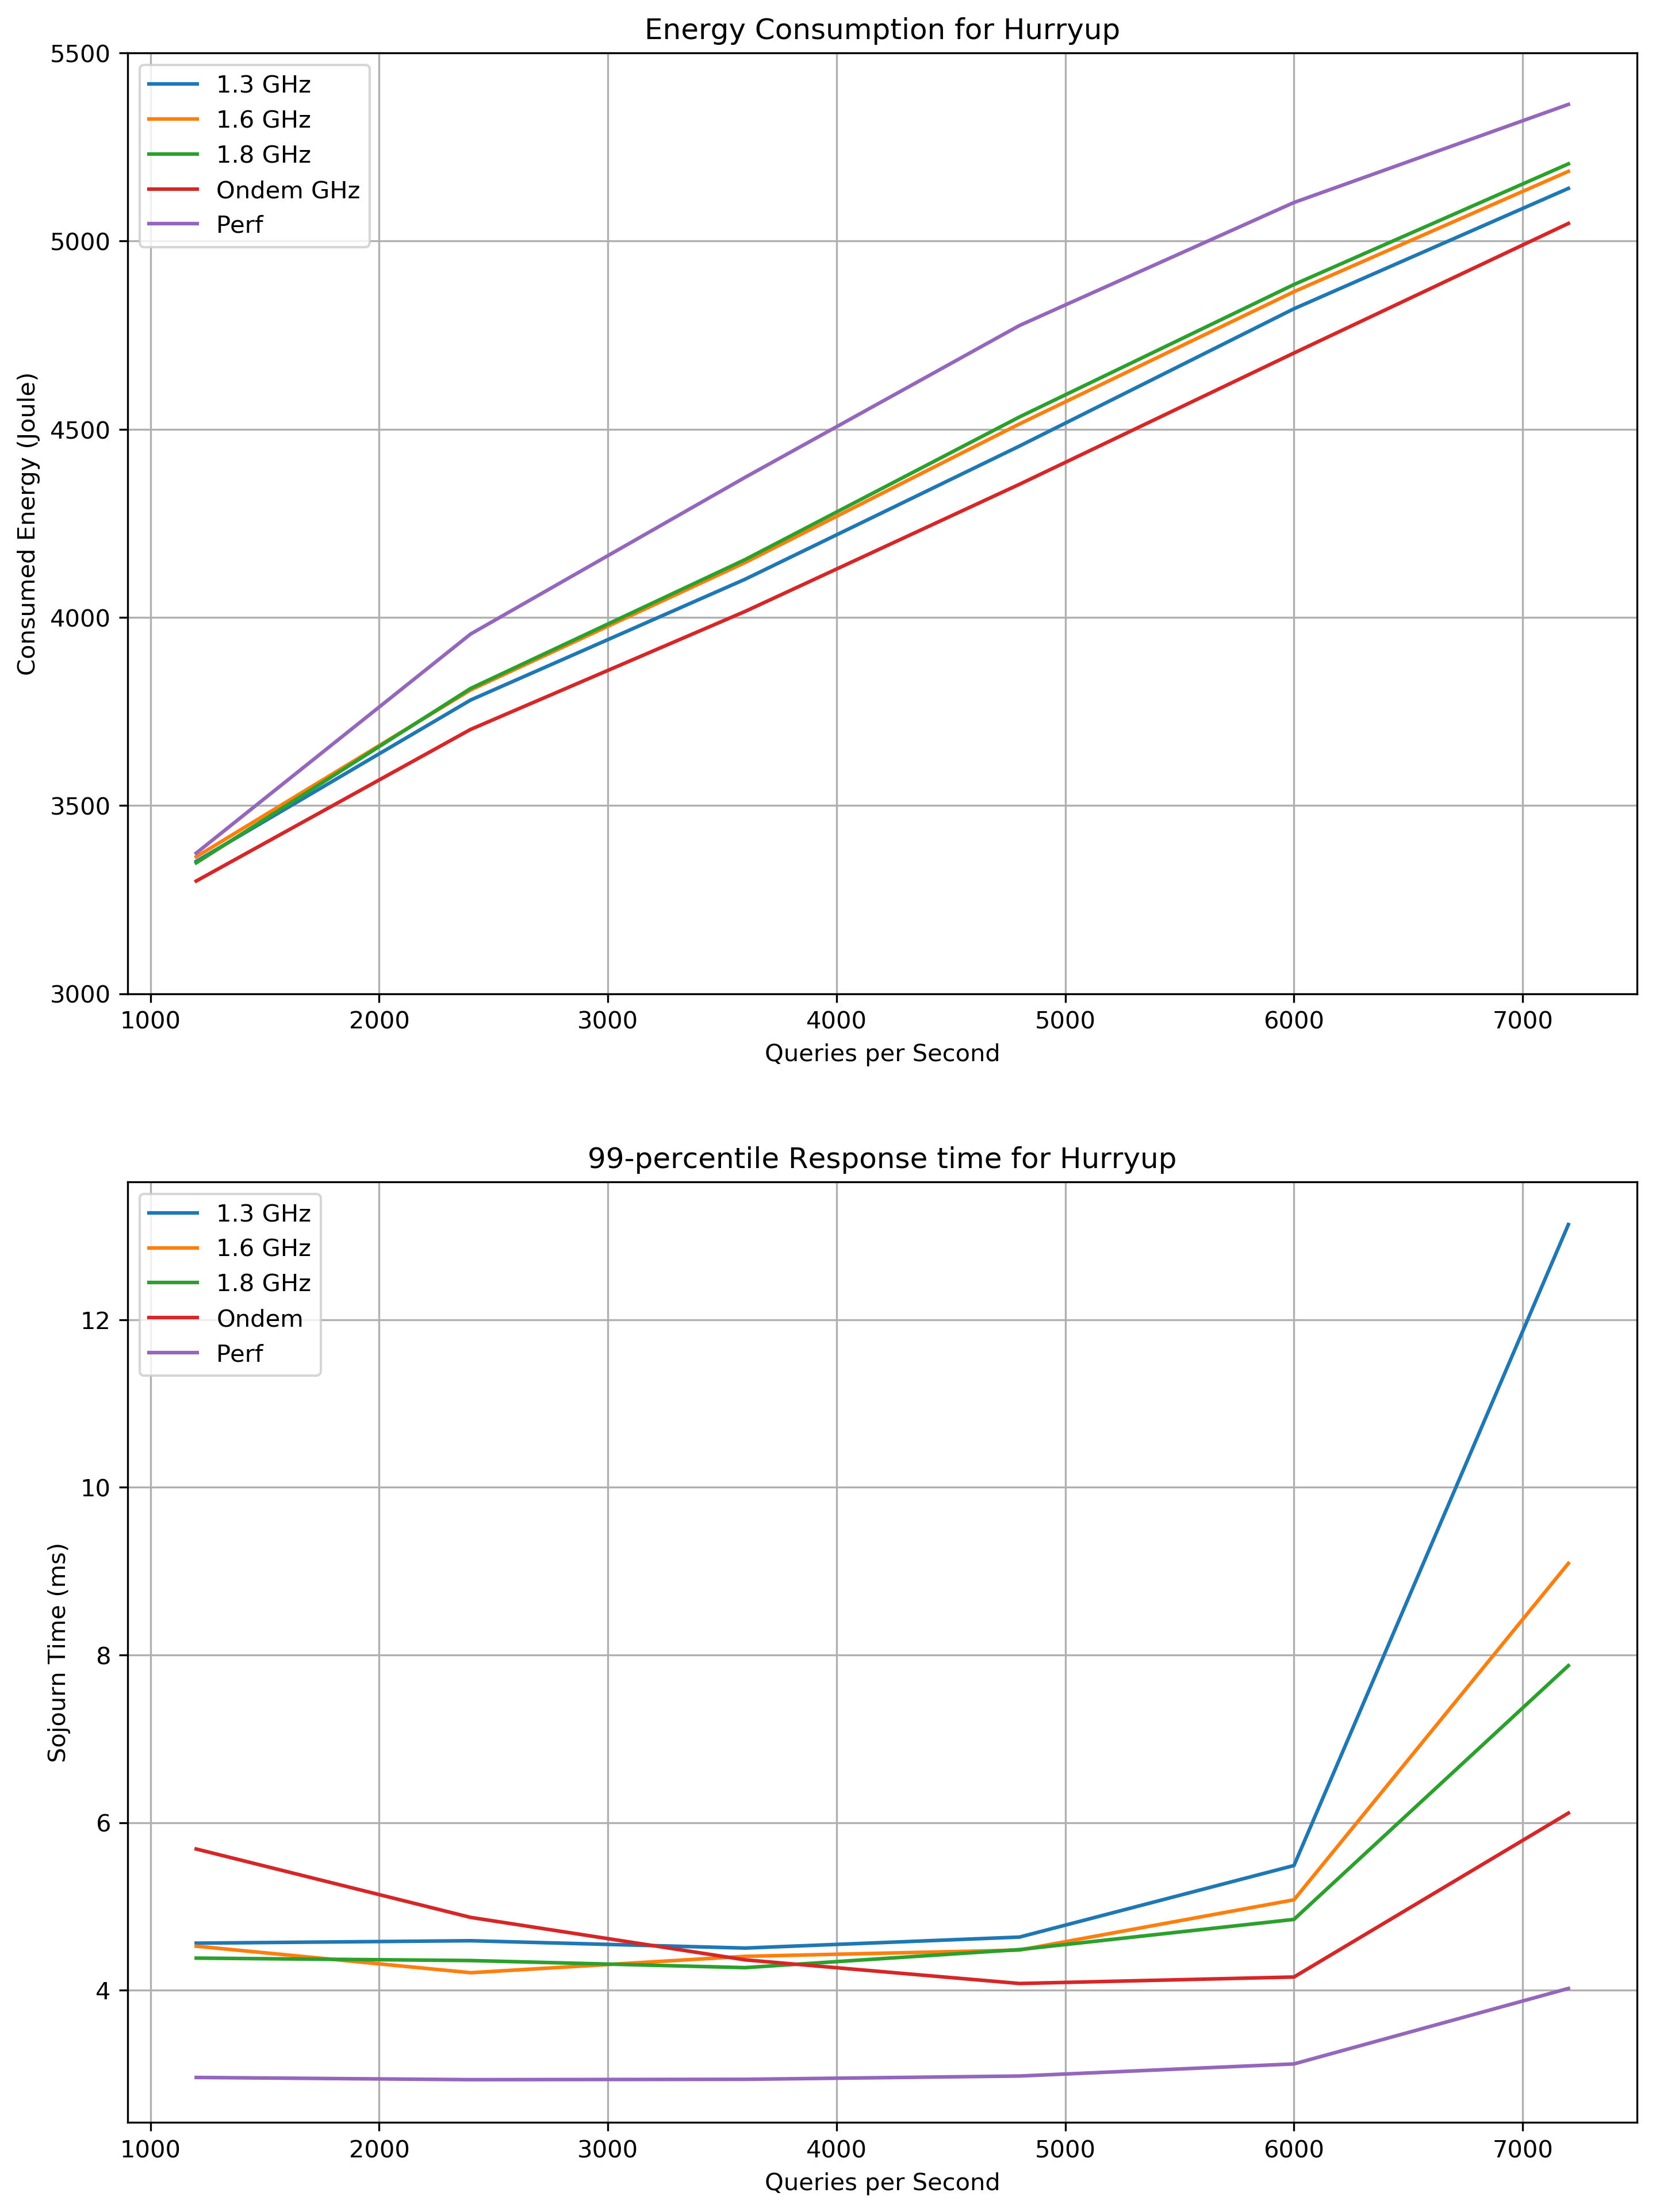 Energy Consumption for Hurryup
5500
5000
4500
4000
3500
3000
Consumed Energy (Joule)
1.3 GHz
1.6 GHz
1.8 GHz
Ondem GHz
Perf
1000 2000 3000 4000 5000 6000 7000
Queries per Second
99-percentile Response time for Hurryup
12
10
8
6
4
Sojourn Time (ms)
1.3 GHz
1.6 GHz
1.8 GHz
Ondem
Perf
1000 2000 3000 4000 5000 6000 7000
Queries per Second